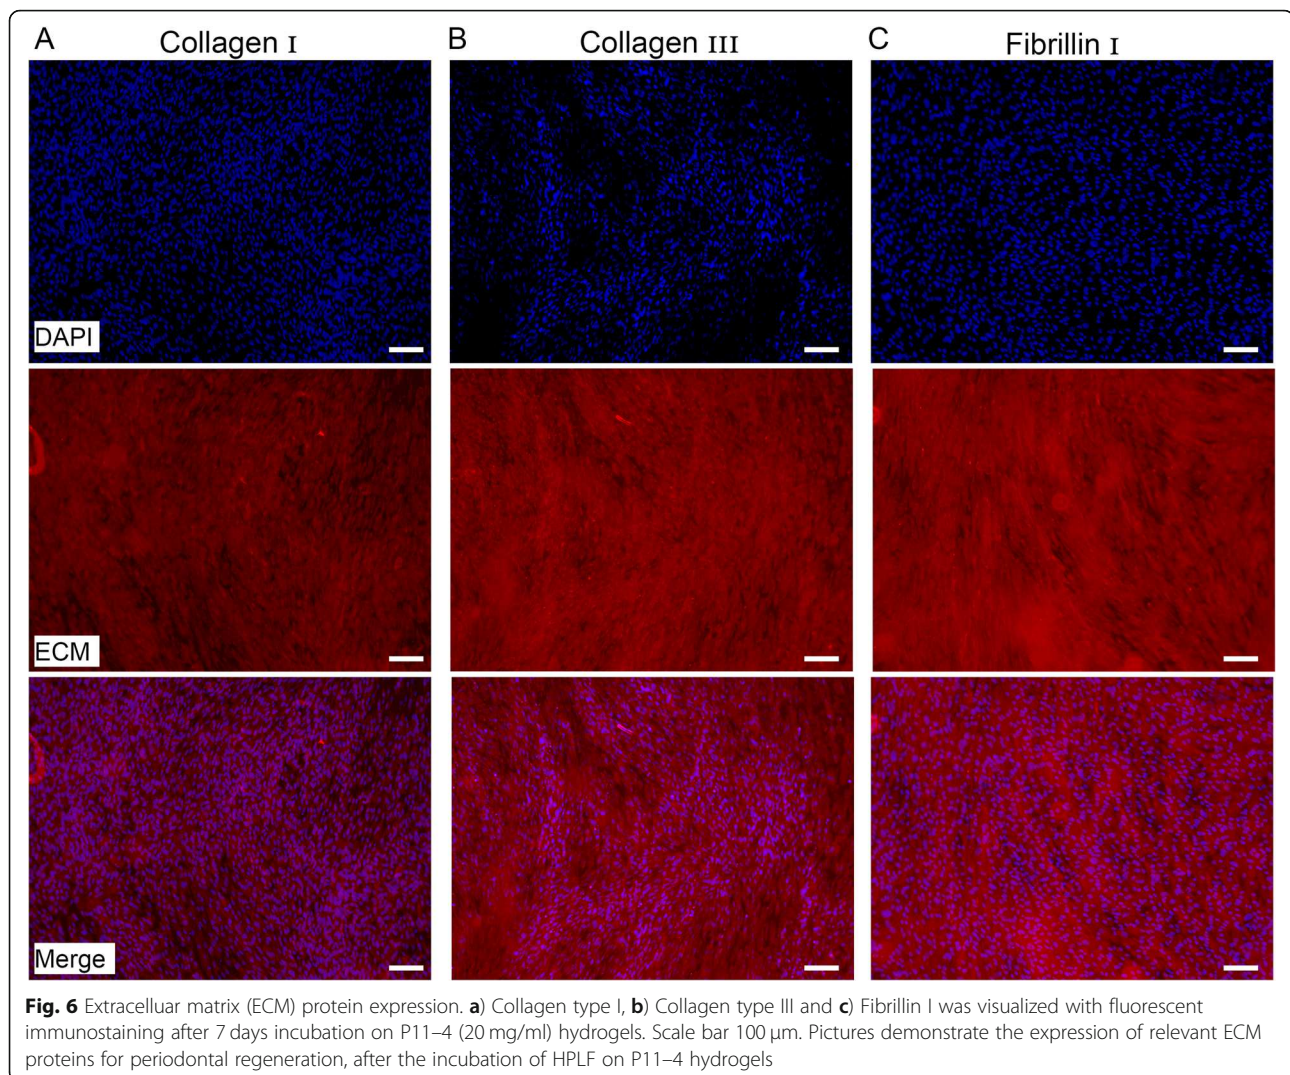 A Collagen I B Collagen III C Fibrillin I
DAPI
ECM
Merge
Fig. 6 Extracelluar matrix (ECM) protein expression. a) Collagen type I, b) Collagen type III and c) Fibrillin I was visualized with fluorescent
immunostaining after 7 days incubation on P11–4 (20 mg/ml) hydrogels. Scale bar 100 μm. Pictures demonstrate the expression of relevant ECM
proteins for periodontal regeneration, after the incubation of HPLF on P11–4 hydrogels